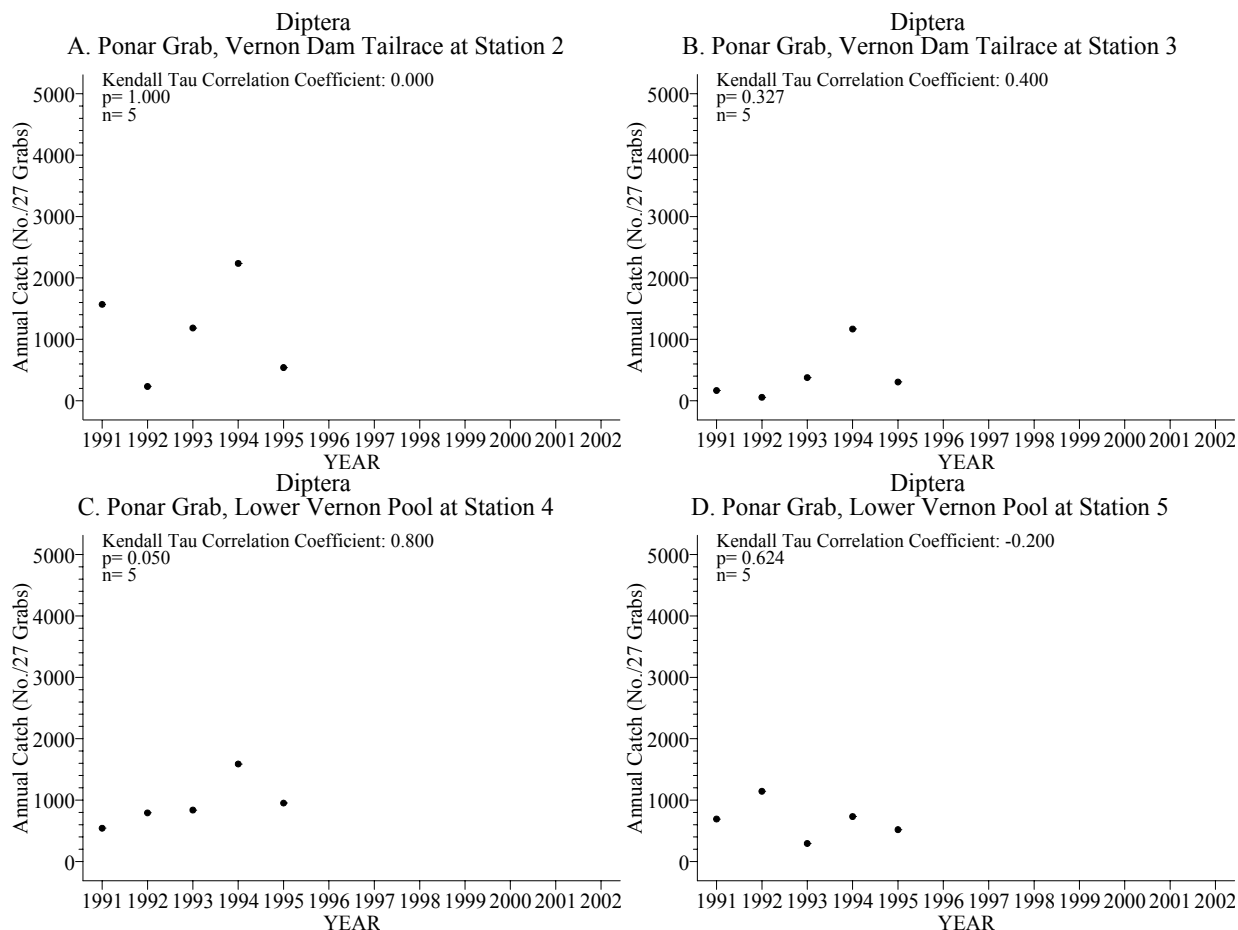 Diptera
A. Ponar Grab, Vernon Dam Tailrace at Station 2
Kendall Tau Correlation Coefficient: 0.000
p= 1.000
n= 5
Annual Catch (No./27 Grabs)
5000
4000
3000
2000
1000
0
1991 1992 1993 1994 1995 1996 1997 1998 1999 2000 2001 2002
YEAR
Diptera
B. Ponar Grab, Vernon Dam Tailrace at Station 3
Kendall Tau Correlation Coefficient: 0.400
p= 0.327
n= 5
Annual Catch (No./27 Grabs)
5000
4000
3000
2000
1000
0
1991 1992 1993 1994 1995 1996 1997 1998 1999 2000 2001 2002
YEAR
Diptera
C. Ponar Grab, Lower Vernon Pool at Station 4
Kendall Tau Correlation Coefficient: 0.800
p= 0.050
n= 5
Annual Catch (No./27 Grabs)
5000
4000
3000
2000
1000
0
1991 1992 1993 1994 1995 1996 1997 1998 1999 2000 2001 2002
YEAR
Diptera
D. Ponar Grab, Lower Vernon Pool at Station 5
Kendall Tau Correlation Coefficient: -0.200
p= 0.624
n= 5
Annual Catch (No./27 Grabs)
5000
4000
3000
2000
1000
0
1991 1992 1993 1994 1995 1996 1997 1998 1999 2000 2001 2002
YEAR